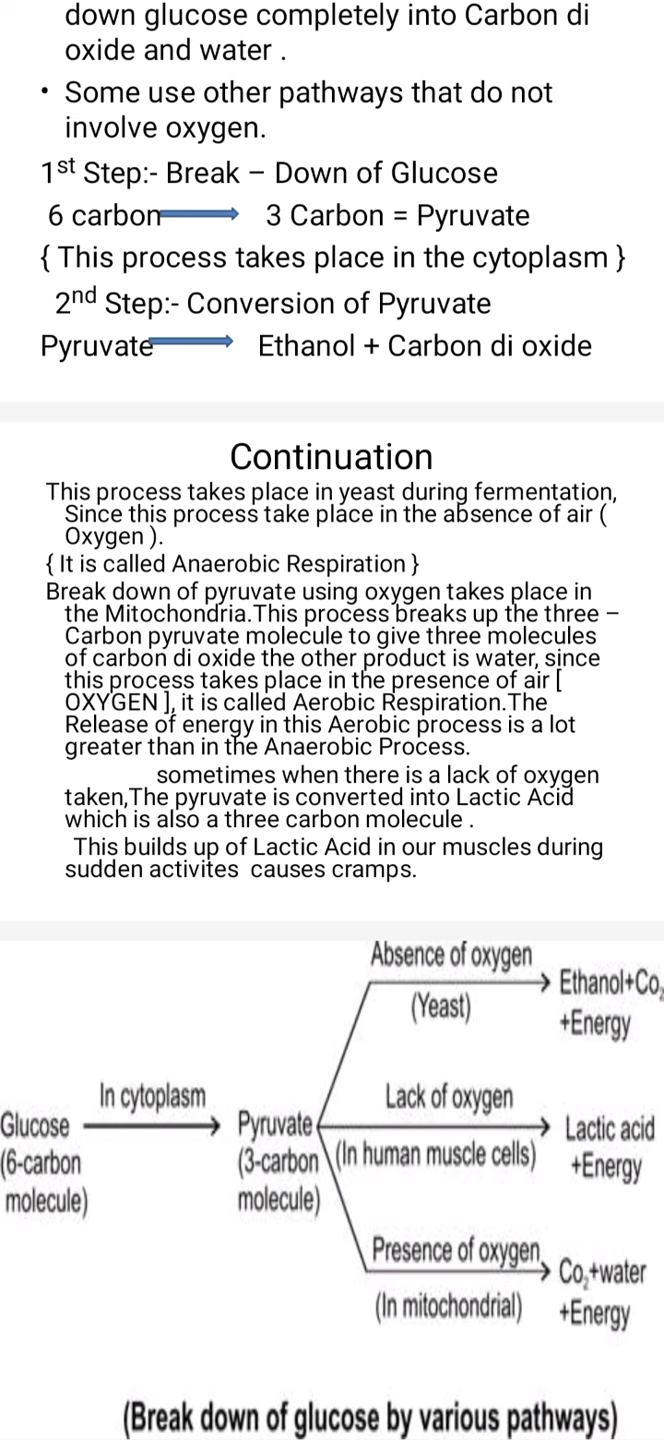 down glucose completely into Carbon di
oxide and water .
• Some use other pathways that do not
involve oxygen.
1st Step:- Break – Down of Glucose
6 carbon → 3 Carbon = Pyruvate
{ This process takes place in the cytoplasm }
2nd Step:- Conversion of Pyruvate
Pyruvate → Ethanol + Carbon di oxide
Continuation
This process takes place in yeast during fermentation,
Since this process take place in the absence of air (
Oxygen ).
{ It is called Anaerobic Respiration }
Break down of pyruvate using oxygen takes place in
the Mitochondria.This process breaks up the three –
Carbon pyruvate molecule to give three molecules
of carbon di oxide the other product is water, since
this process takes place in the presence of air [
OXYGEN ], it is called Aerobic Respiration.The
Release of energy in this Aerobic process is a lot
greater than in the Anaerobic Process.
sometimes when there is a lack of oxygen
taken,The pyruvate is converted into Lactic Acid
which is also a three carbon molecule .
This builds up of Lactic Acid in our muscles during
sudden activites causes cramps.
Absence of oxygen
(Yeast)
Ethanol+Co2
+Energy
In cytoplasm
Glucose
(6-carbon
molecule)
Pyruvate
(3-carbon
molecule)
Lack of oxygen
(In human muscle cells)
Lactic acid
+Energy
Presence of oxygen
(In mitochondrial)
Co2+water
+Energy
(Break down of glucose by various pathways)